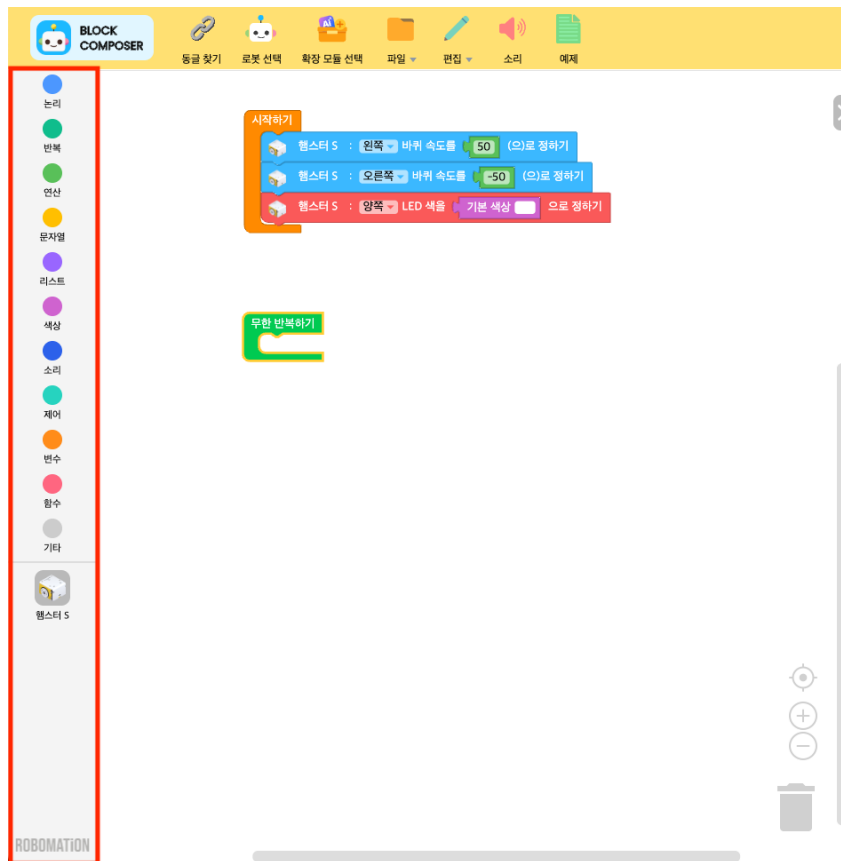 BLOCK
COMPOSER
동글 찾기
로봇 선택
확장 모듈 선택
파일
편집
소리
예제
논리
반복
연산
문자열
리스트
색상
소리
제어
변수
함수
기타
햄스터 S
ROBOMATION
시작하기
햄스터 S : 왼쪽 바퀴 속도를 50 (으)로 정하기
햄스터 S : 오른쪽 바퀴 속도를 -50 (으)로 정하기
햄스터 S : 양쪽 LED 색을 기본 색상 으로 정하기
무한 반복하기